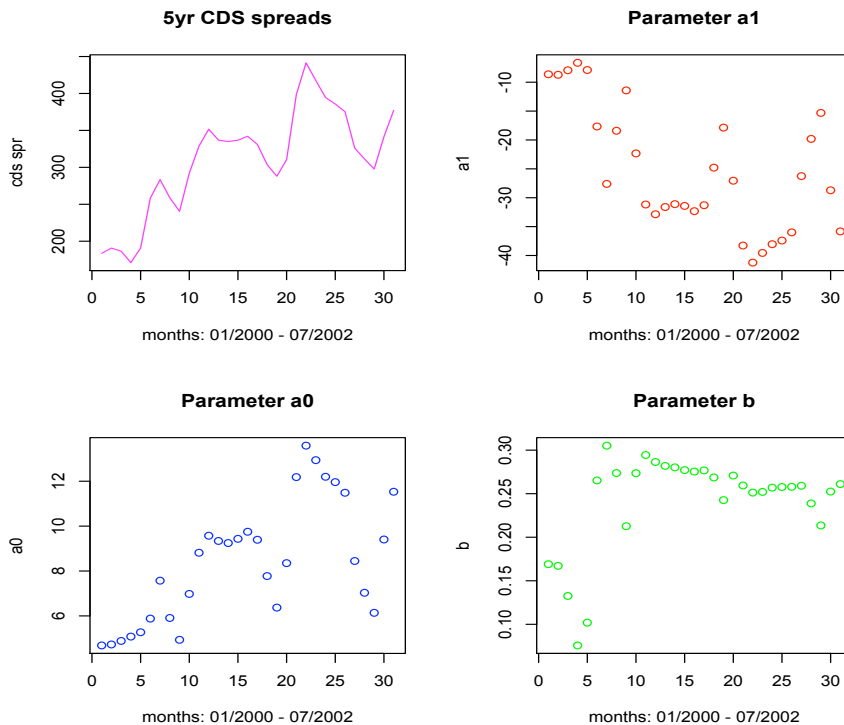 5yr CDS spreads
cds spr
200
300
400
0 5 10 15 20 25 30
months: 01/2000 - 07/2002
Parameter a1
a1
-40
-30
-20
-10
0 5 10 15 20 25 30
months: 01/2000 - 07/2002
Parameter a0
a0
6
8
10
12
0 5 10 15 20 25 30
months: 01/2000 - 07/2002
Parameter b
b
0.10
0.15
0.20
0.25
0.30
0 5 10 15 20 25 30
months: 01/2000 - 07/2002